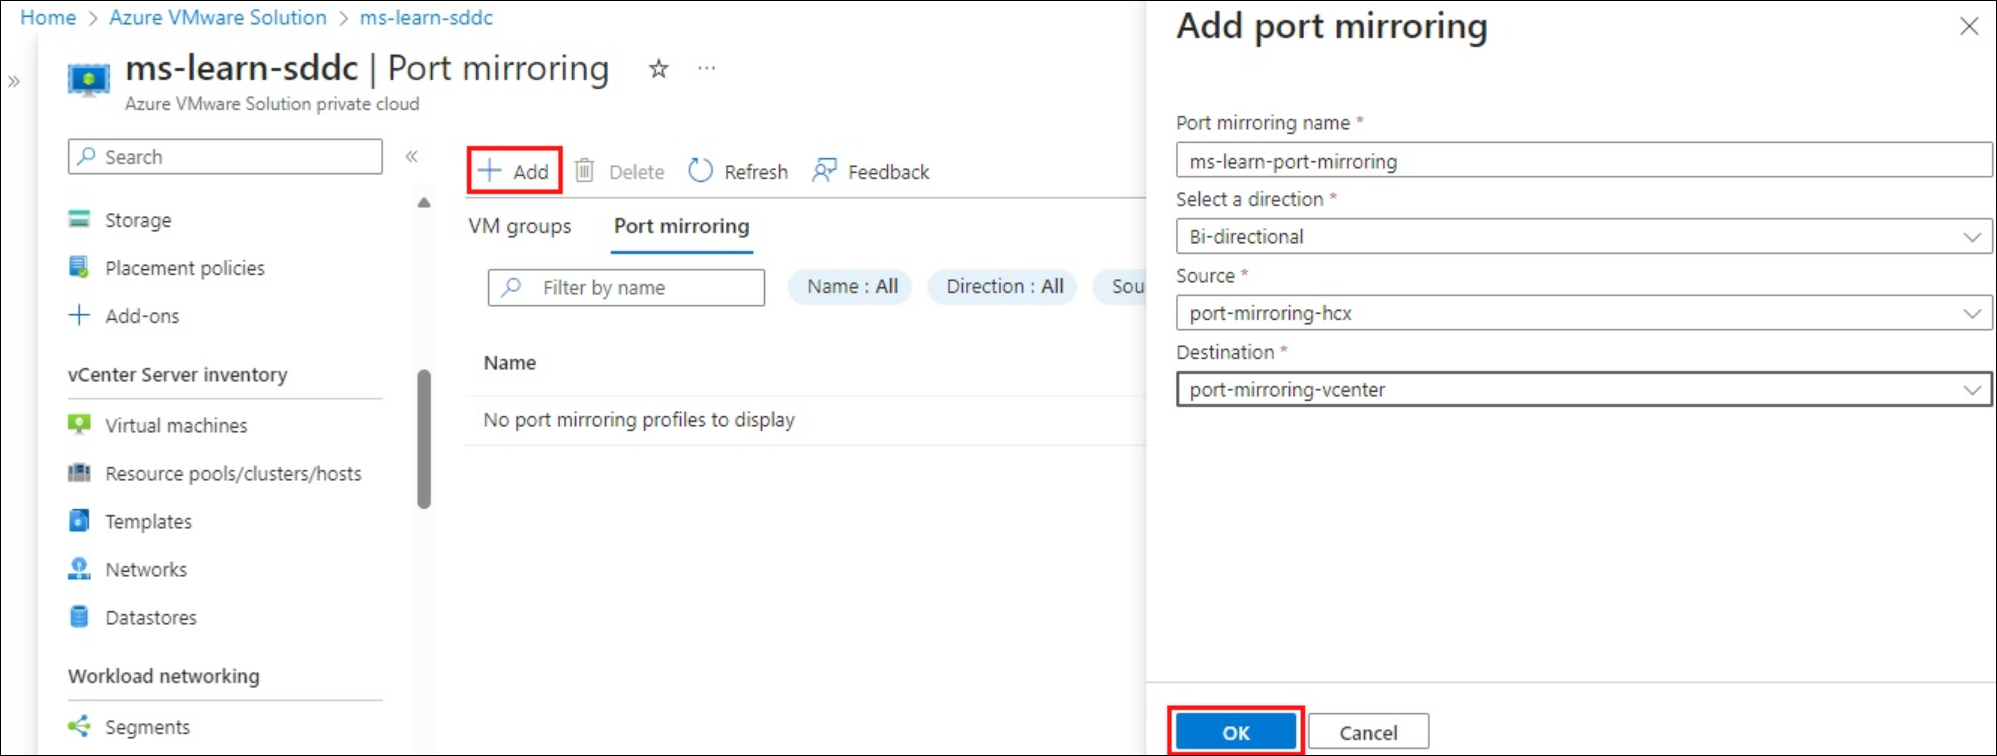 Home > Azure VMware Solution > ms-learn-sddc
»
ms-learn-sddc | Port mirroring ☆ ...
Azure VMware Solution private cloud
Search «
Storage
Placement policies
Add-ons
vCenter Server inventory
Virtual machines
Resource pools/clusters/hosts
Templates
Networks
Datastores
Workload networking
Segments
Add Delete Refresh Feedback
VM groups Port mirroring
Filter by name Name : All Direction : All Sou
Name
No port mirroring profiles to display
Add port mirroring
Port mirroring name *
ms-learn-port-mirroring
Select a direction *
Bi-directional
Source *
port-mirroring-hcx
Destination *
port-mirroring-vcenter
OK Cancel